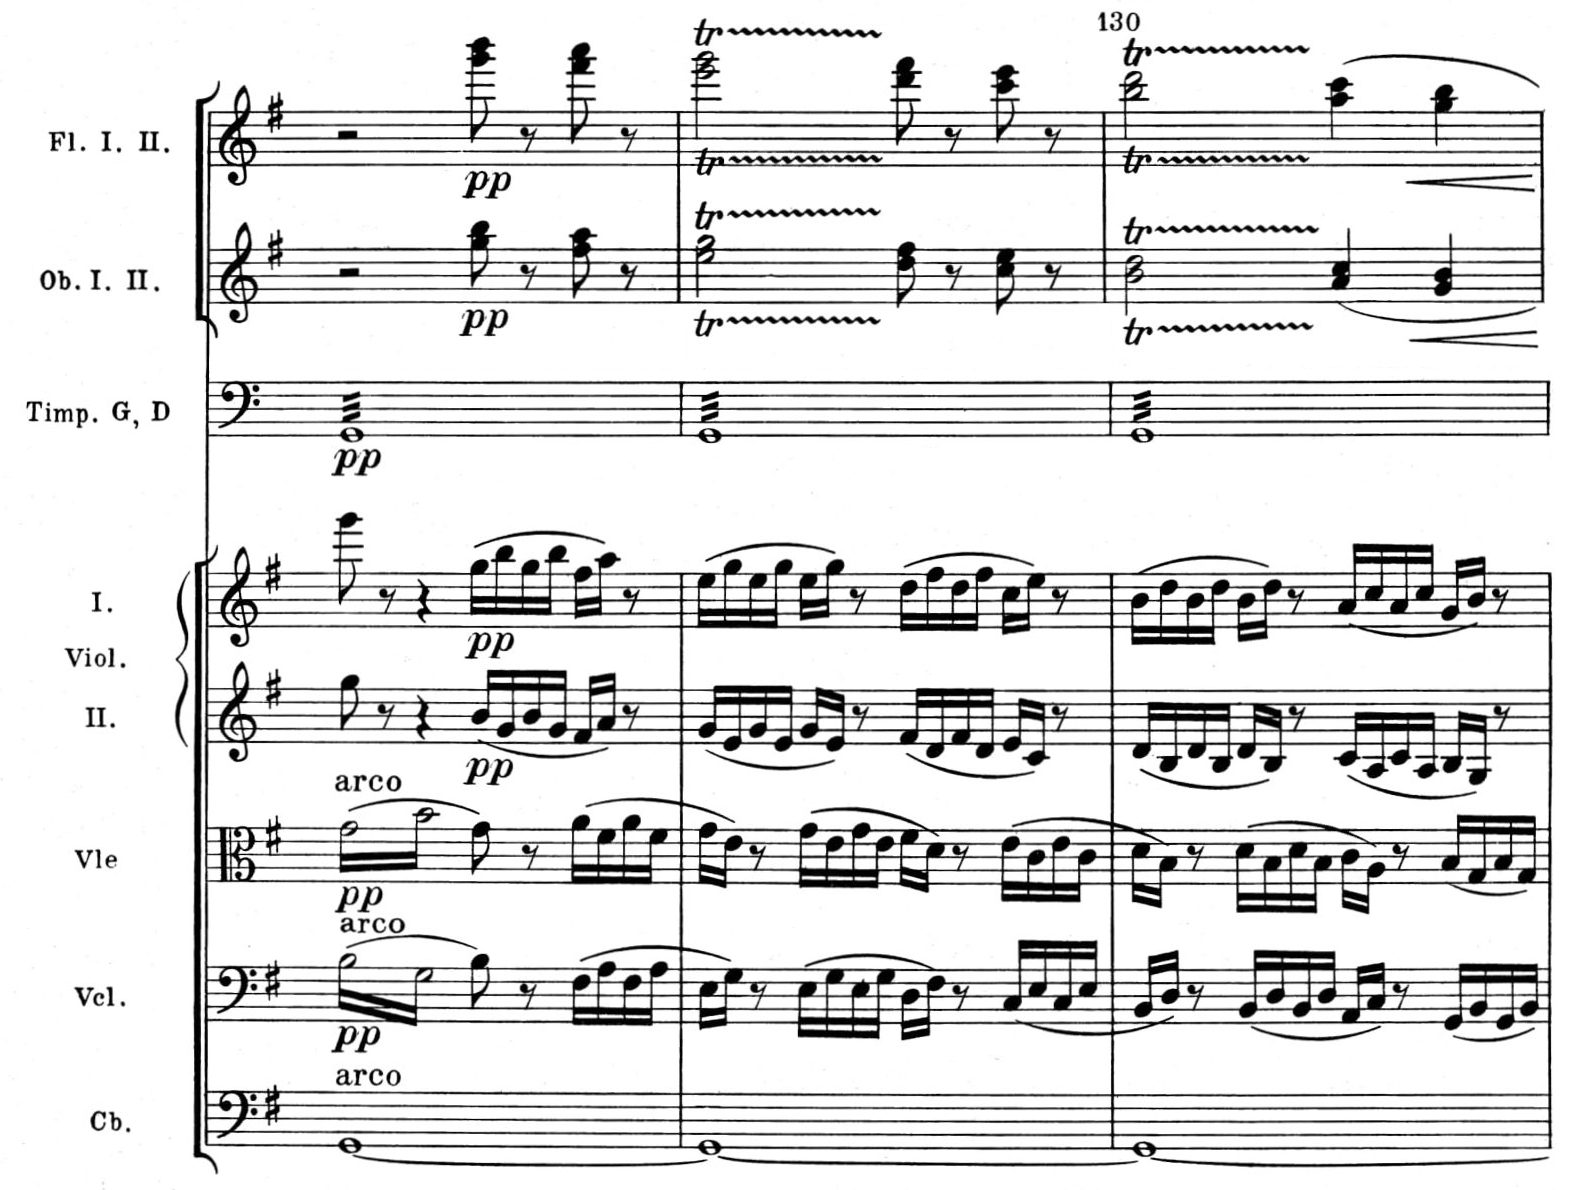 130
tr tr
Fl. I. II.
pp tr tr
tr tr
Ob. I. II.
pp tr tr
Timp. G, D
pp
I.
pp
Viol.
II.
pp
arco
Vle
pp
arco
Vcl.
pp
arco
Cb.